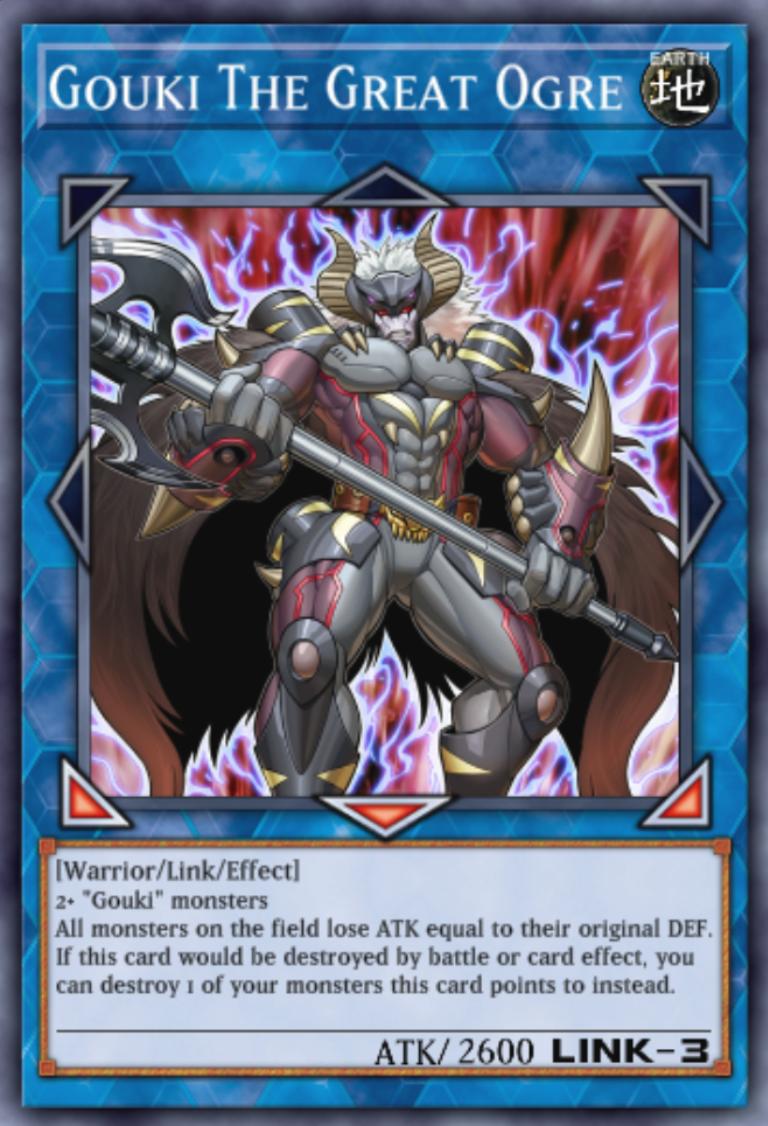 GOUKI THE GREAT OGRE
EARTH
地
[Warrior/Link/Effect]
2+ "Gouki" monsters
All monsters on the field lose ATK equal to their original DEF.
If this card would be destroyed by battle or card effect, you
can destroy 1 of your monsters this card points to instead.
ATK/ 2600 LINK-3